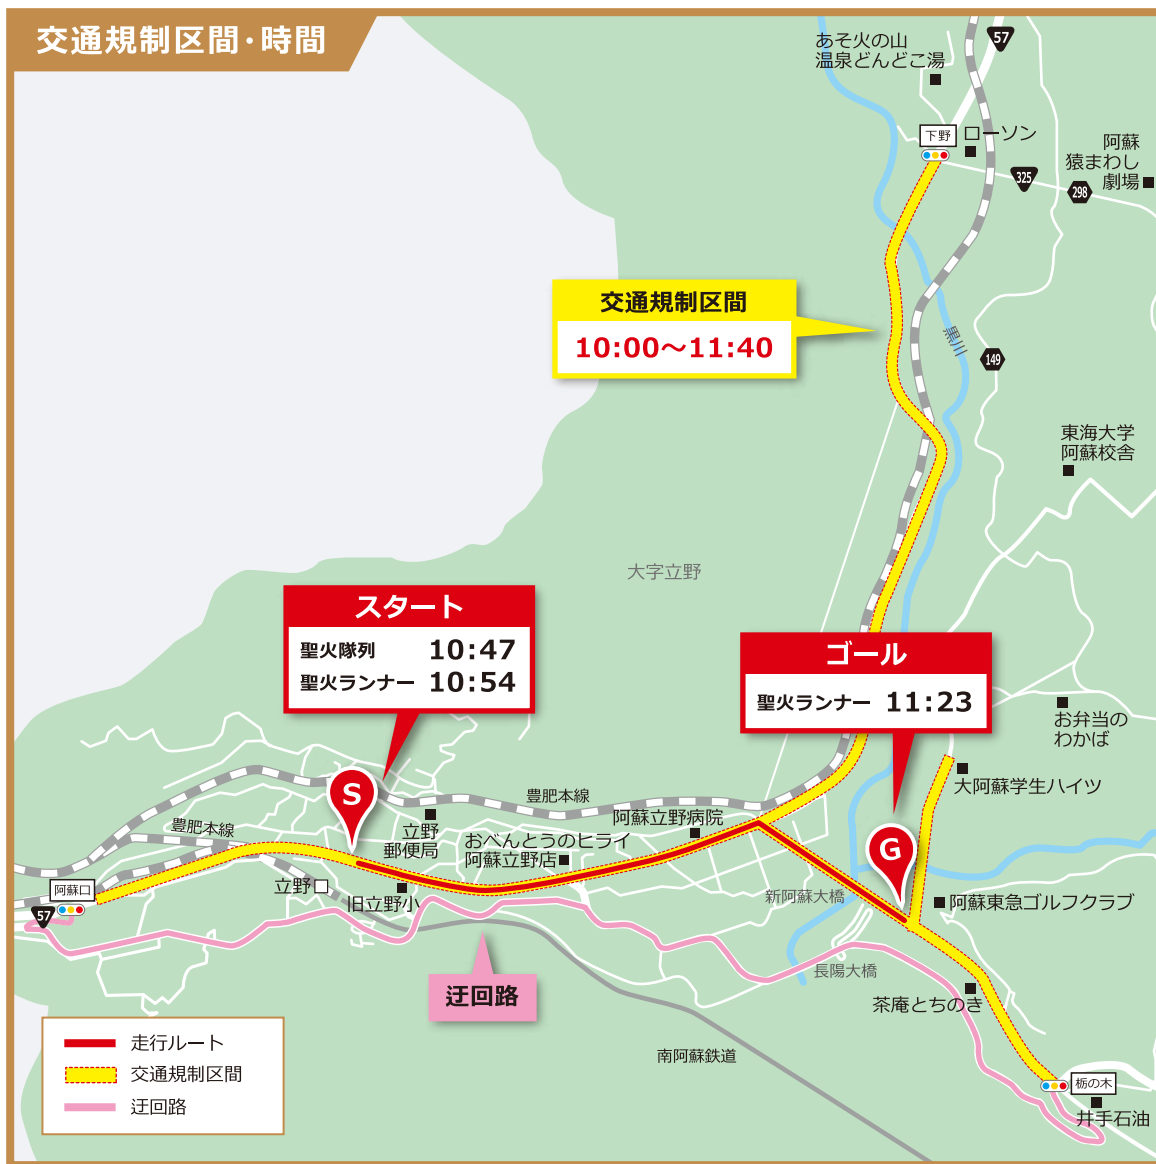 交通規制区間・時間
あそ火の山
温泉どんどこ湯
57
下野
ローソン
阿蘇
猿まわし
劇場
325
298
交通規制区間
10:00～11:40
黒川
149
東海大学
阿蘇校舎
大字立野
スタート
聖火隊列 10:47
聖火ランナー 10:54
ゴール
聖火ランナー 11:23
お弁当の
わかば
大阿蘇学生ハイツ
S
豊肥本線
豊肥本線
立野
郵便局
おべんとうのヒライ
阿蘇立野店
阿蘇立野病院
G
阿蘇口
57
立野
旧立野小
新阿蘇大橋
阿蘇東急ゴルフクラブ
長陽大橋
迂回路
茶庵とちのき
南阿蘇鉄道
栃の木
井手石油
走行ルート
交通規制区間
迂回路